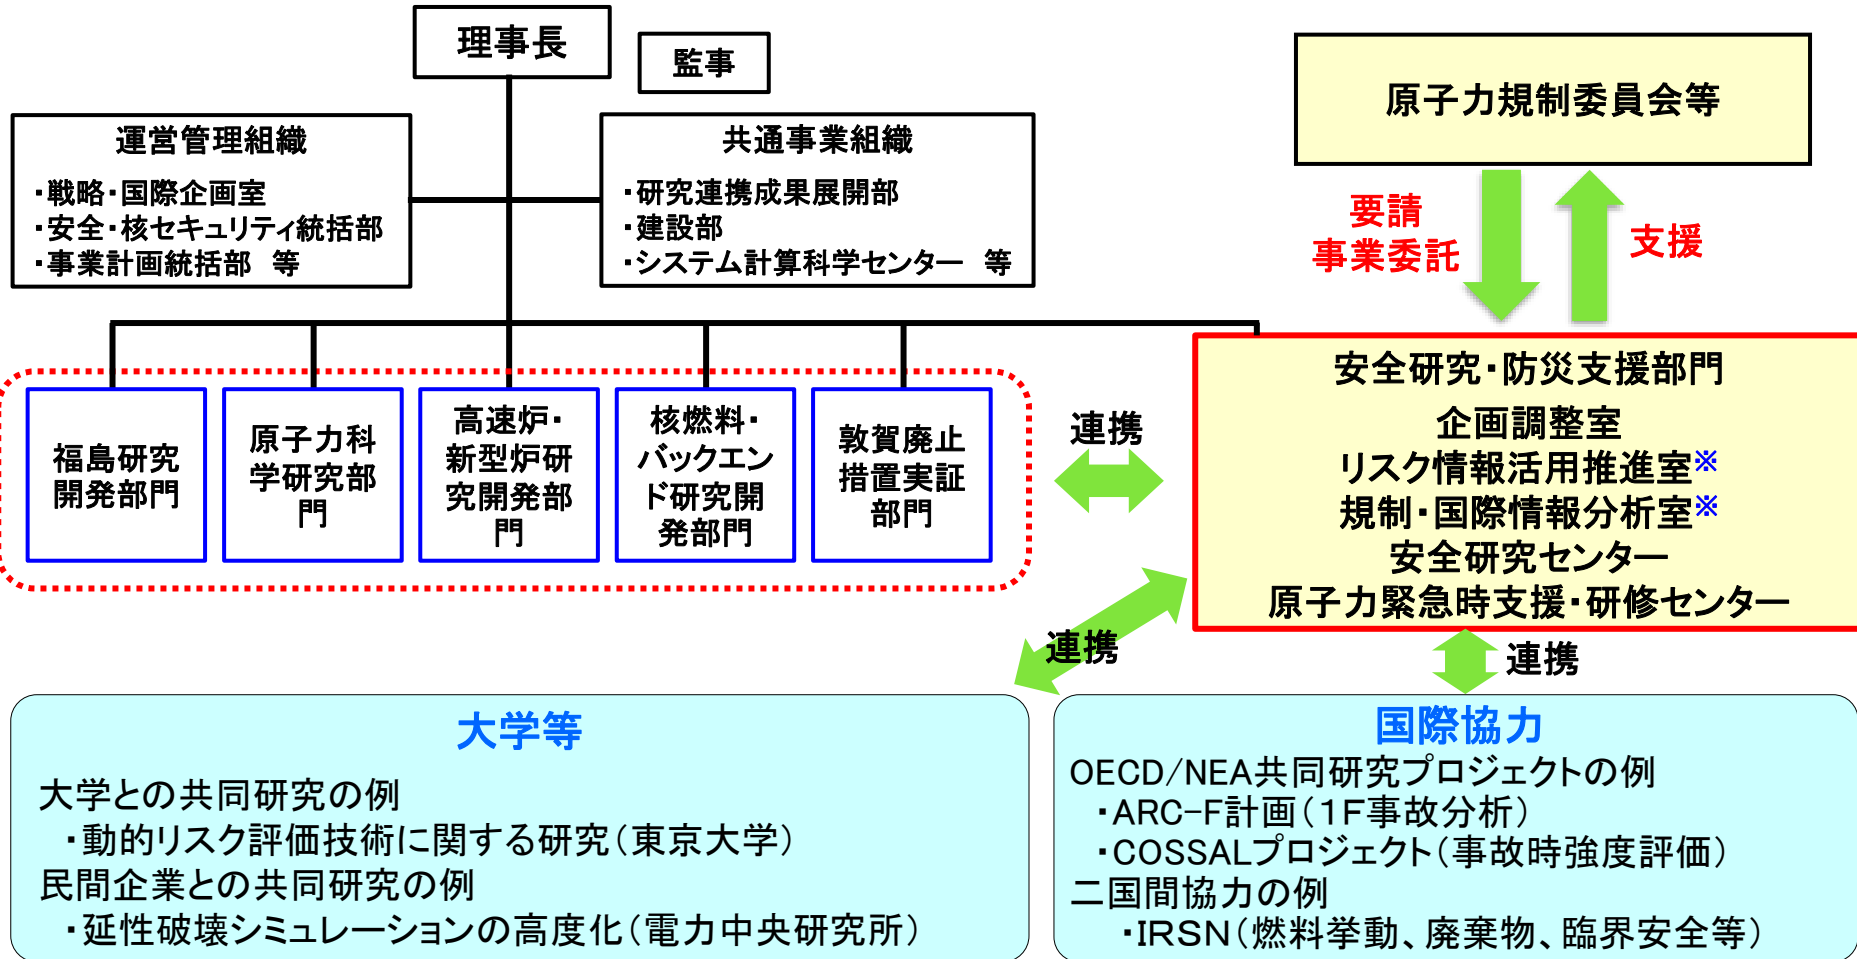 理事長
監事
原子力規制委員会等
運営管理組織
・戦略・国際企画室
・安全・核セキュリティ統括部
・事業計画統括部　等
共通事業組織
・研究連携成果展開部
・建設部
・システム計算科学センター　等
要請
事業委託
支援
福島研究
開発部門
原子力科
学研究部
門
高速炉・
新型炉研
究開発部
門
核燃料・
バックエン
ド研究開
発部門
敦賀廃止
措置実証
部門
連携
安全研究・防災支援部門
企画調整室
リスク情報活用推進室※
規制・国際情報分析室※
安全研究センター
原子力緊急時支援・研修センター
連携
連携
大学等
大学との共同研究の例
・動的リスク評価技術に関する研究（東京大学）
民間企業との共同研究の例
・延性破壊シミュレーションの高度化（電力中央研究所）
国際協力
OECD/NEA共同研究プロジェクトの例
・ARC-F計画（１F事故分析）
・COSSALプロジェクト（事故時強度評価）
二国間協力の例
・IRSN（燃料挙動、廃棄物、臨界安全等）